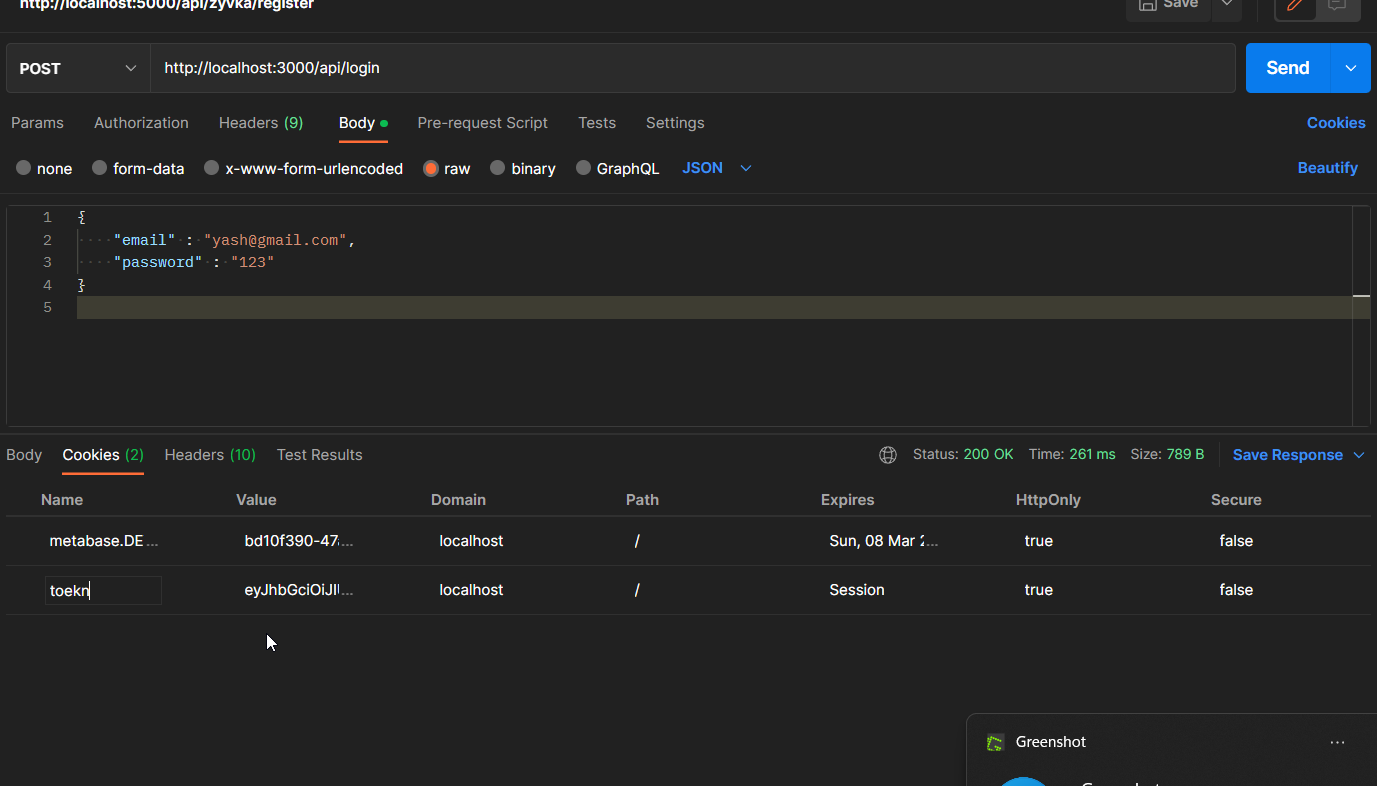 http://localhost:5000/api/zyvka/register
Save
POST
http://localhost:3000/api/login
Send
Params Authorization Headers (9) Body Pre-request Script Tests Settings Cookies
none form-data x-www-form-urlencoded raw binary GraphQL JSON Beautify
1 {
2 "email" : "yash@gmail.com",
3 "password" : "123"
4 }
5
Body Cookies (2) Headers (10) Test Results Status: 200 OK Time: 261 ms Size: 789 B Save Response
Name Value Domain Path Expires HttpOnly Secure
metabase.DE... bd10f390-47... localhost / Sun, 08 Mar ... true false
toekn eyJhbGciOiJI... localhost / Session true false
Greenshot